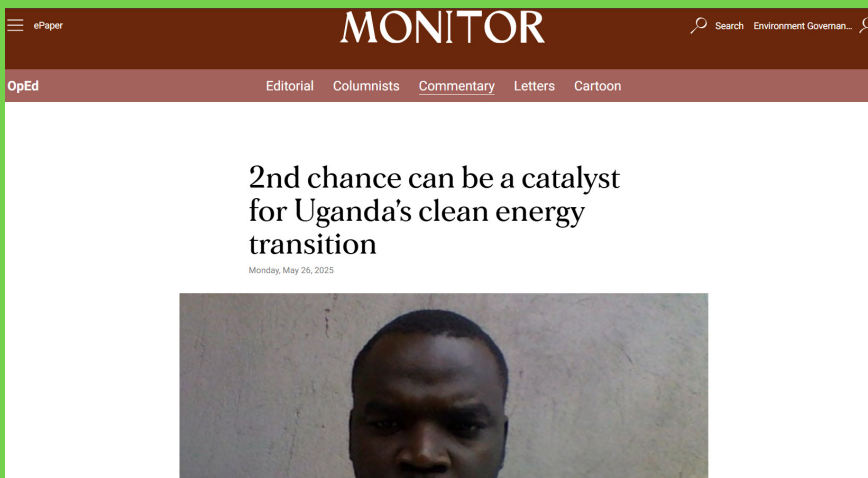 ePaper
MONITOR
Search Environment Governan...
OpEd
Editorial Columnists Commentary Letters Cartoon
2nd chance can be a catalyst
for Uganda's clean energy
transition
Monday, May 26, 2025